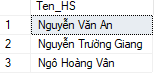 Ten_HS
1 Nguyễn Văn An
2 Nguyễn Trường Giang
3 Ngô Hoàng Vân